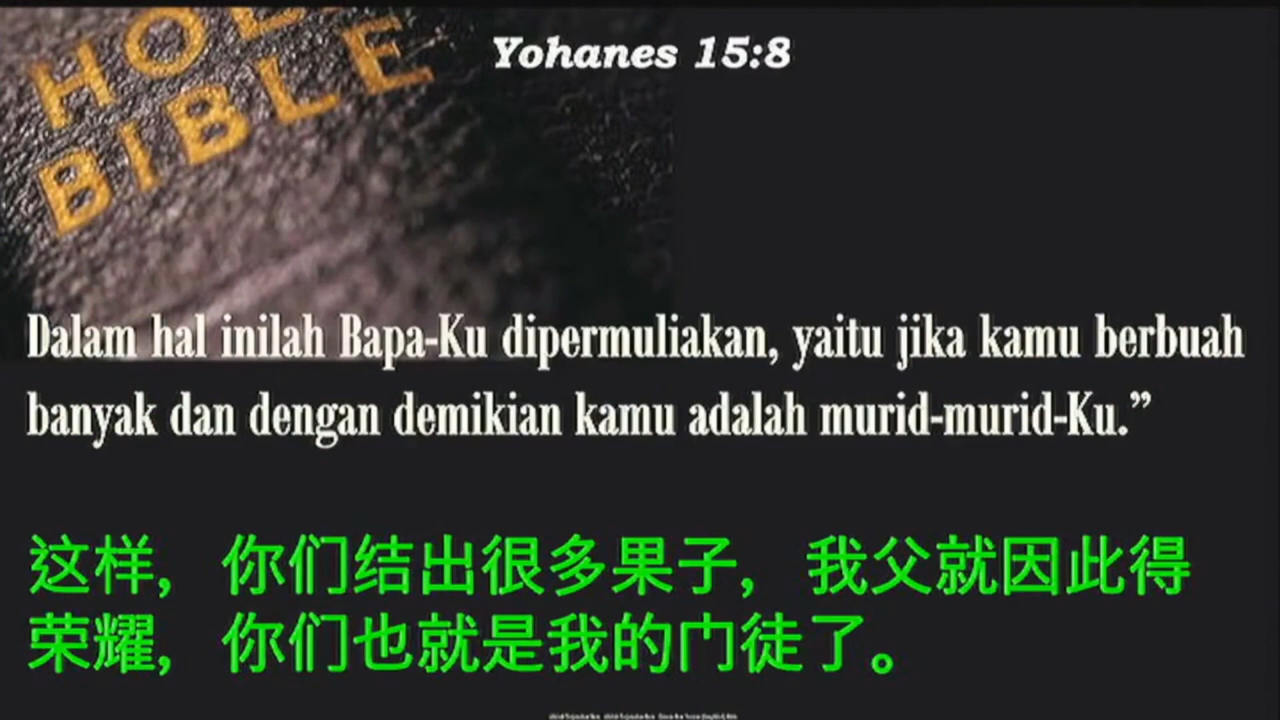 HOL
BIBLE
Yohanes 15:8
Dalam hal inilah Bapa-Ku dipermuliakan, yaitu jika kamu berbuah
banyak dan dengan demikian kamu adalah murid-murid-Ku.”
这样, 你们结出很多果子, 我父就因此得
荣耀, 你们也就是我的门徒了。